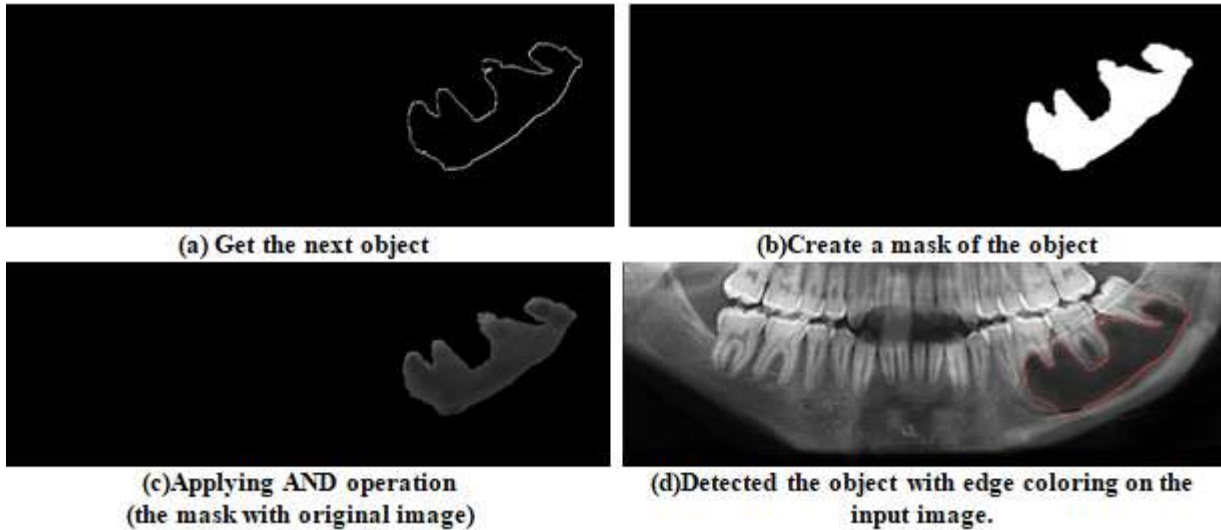 (a) Get the next object
(b)Create a mask of the object
(c)Applying AND operation
(the mask with original image)
(d)Detected the object with edge coloring on the
input image.